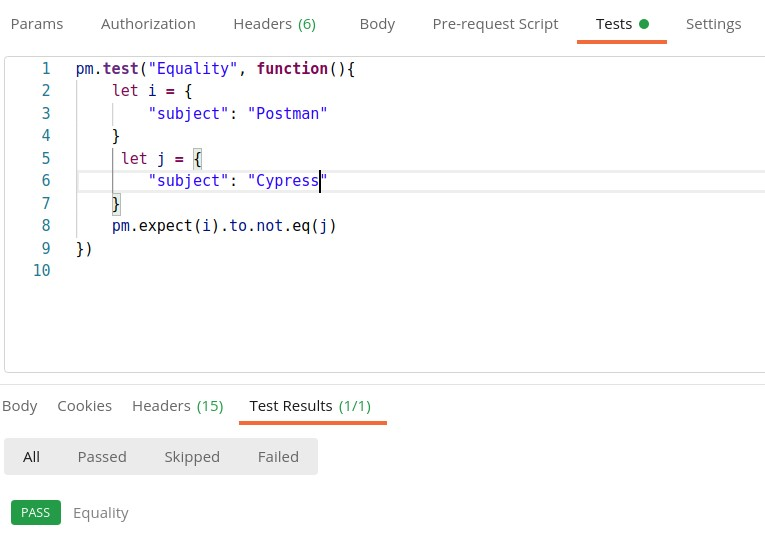 Params Authorization Headers (6) Body Pre-request Script Tests Settings
1 pm.test("Equality", function(){
2 let i = {
3 "subject": "Postman"
4 }
5 let j = {
6 "subject": "Cypress"
7 }
8 pm.expect(i).to.not.eq(j)
9 })
10
Body Cookies Headers (15) Test Results (1/1)
All Passed Skipped Failed
PASS Equality